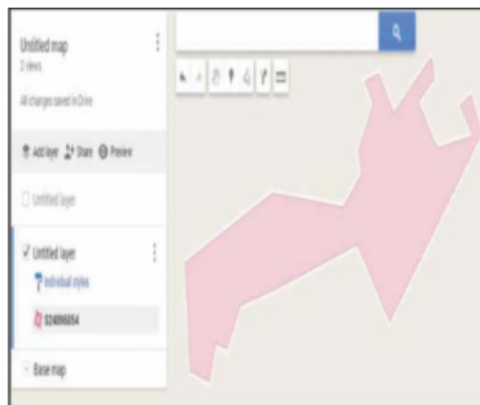 Untitled map
2 views
All changes saved in Drive
Add layer Share Preview
Untitled layer
Untitled layer
Individual styles
S24096054
Base map